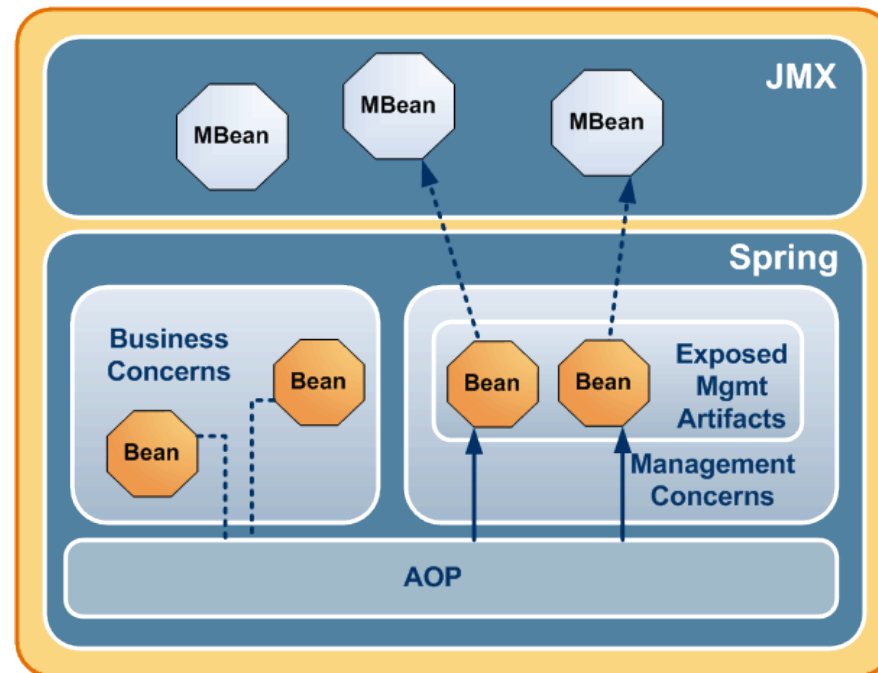 JMX
MBean
MBean
MBean
Spring
Business
Concerns
Bean
Bean
Bean
Bean
Exposed
Mgmt
Artifacts
Management
Concerns
AOP